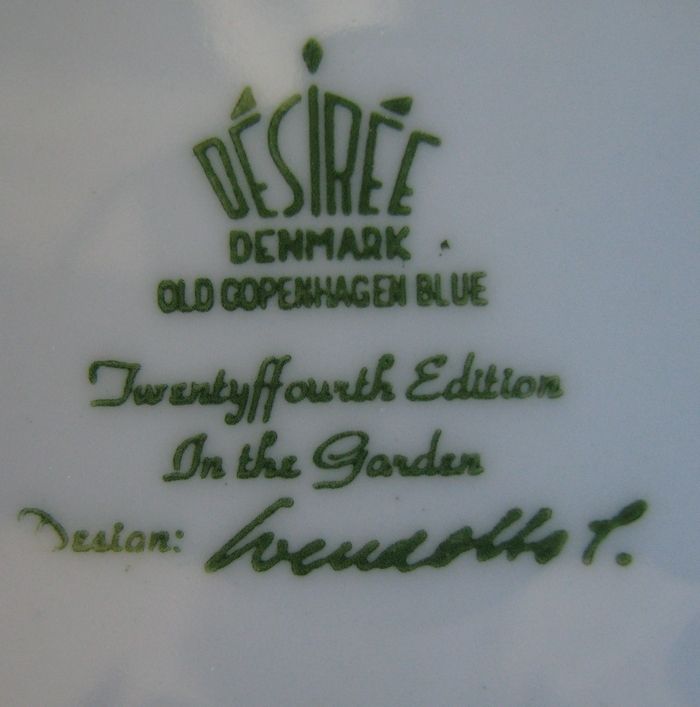 DÉSIRÉE
DENMARK
OLD COPENHAGEN BLUE
Twentyffourth Edition
In the Garden
Design: